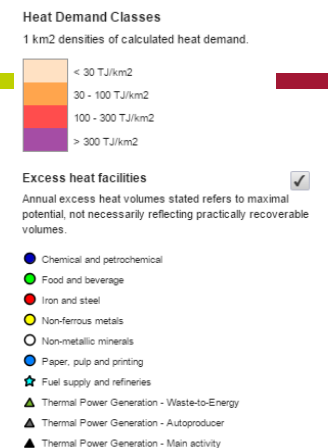 Heat Demand Classes
1 km2 densities of calculated heat demand.
< 30 TJ/km2
30 - 100 TJ/km2
100 - 300 TJ/km2
> 300 TJ/km2
Excess heat facilities
Annual excess heat volumes stated refers to maximal
potential, not necessarily reflecting practically recoverable
volumes.
Chemical and petrochemical
Food and beverage
Iron and steel
Non-ferrous metals
Non-metallic minerals
Paper, pulp and printing
Fuel supply and refineries
Thermal Power Generation - Waste-to-Energy
Thermal Power Generation - Autoproducer
Thermal Power Generation - Main activity